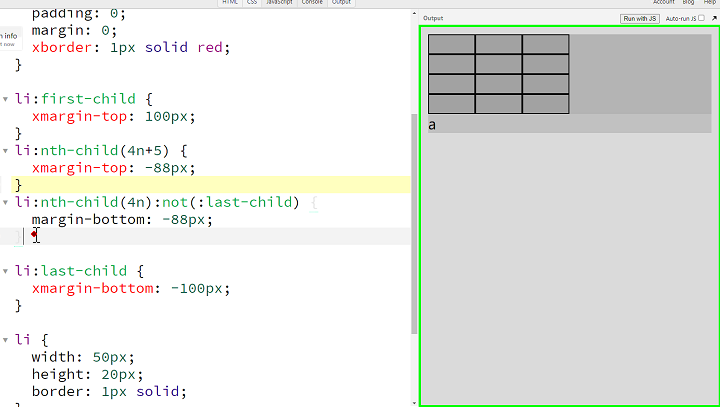 HTML CSS JavaScript Console Output Account Blog Help
Output Run with JS Auto-run JS
padding: 0;
margin: 0;
xborder: 1px solid red;
}
li:first-child {
xmargin-top: 100px;
}
li:nth-child(4n+5) {
xmargin-top: -88px;
}
li:nth-child(4n):not(:last-child) {
margin-bottom: -88px;
}
li:last-child {
xmargin-bottom: -100px;
}
li {
width: 50px;
height: 20px;
border: 1px solid;
n info
t now
a